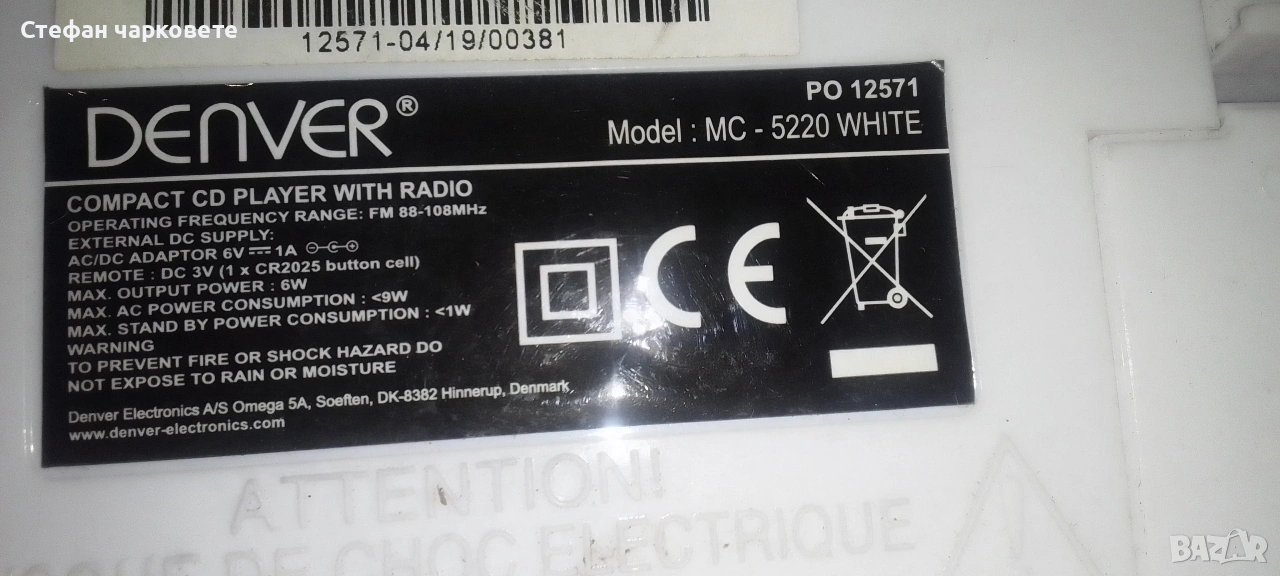 Стефан чарковете
12571-04/19/00381
DENVER®
PO 12571
Model : MC - 5220 WHITE
COMPACT CD PLAYER WITH RADIO
OPERATING FREQUENCY RANGE: FM 88-108MHz
EXTERNAL DC SUPPLY:
AC/DC ADAPTOR 6V 1A
REMOTE : DC 3V (1 x CR2025 button cell)
MAX. OUTPUT POWER : 6W
MAX. AC POWER CONSUMPTION : <9W
MAX. STAND BY POWER CONSUMPTION : <1W
WARNING
TO PREVENT FIRE OR SHOCK HAZARD DO
NOT EXPOSE TO RAIN OR MOISTURE
Denver Electronics A/S Omega 5A, Soeften, DK-8382 Hinnerup, Denmark
www.denver-electronics.com
CE
ATTENTION!
DE CHOC ELECTRIQUE
BAZAR